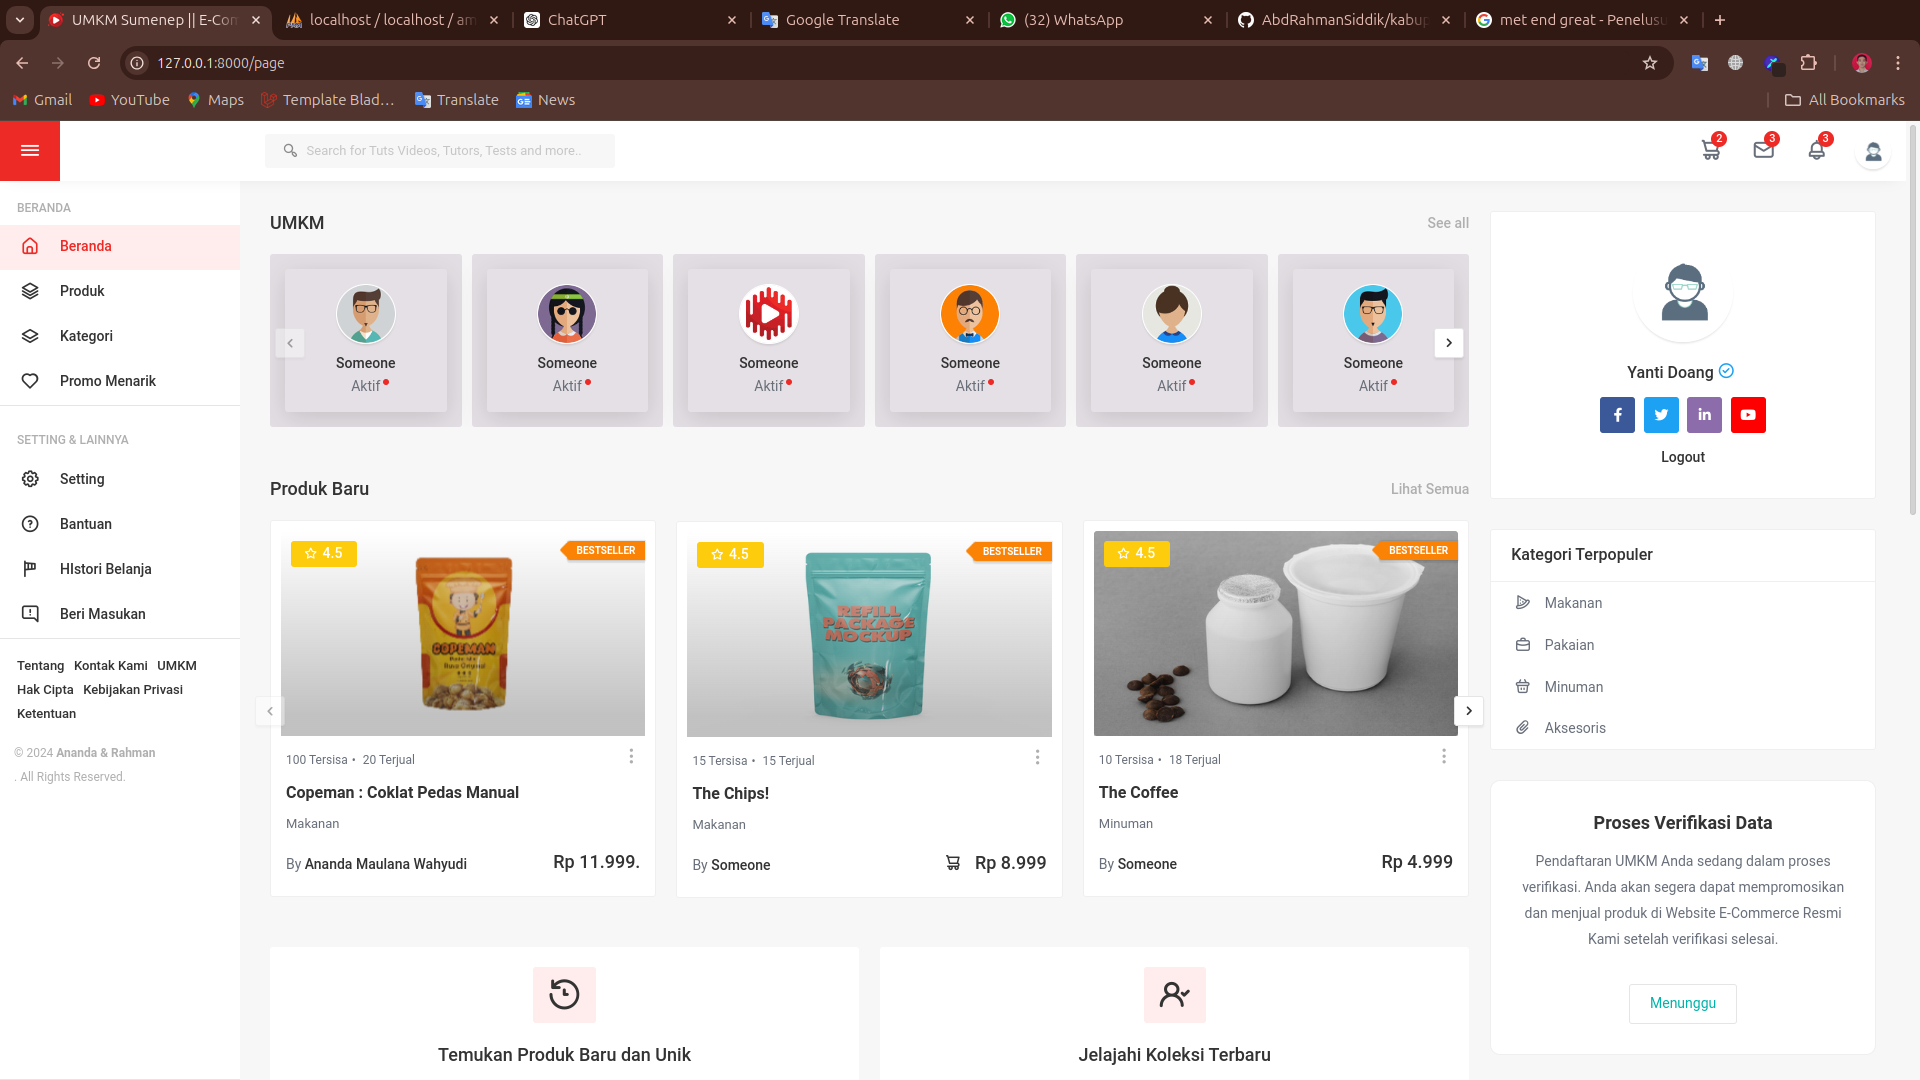 UMKM Sumenep || E-Com
localhost / localhost / am
ChatGPT
Google Translate
(32) WhatsApp
AbdRahmanSiddik/kabup
met end great - Penelusu
127.0.0.1:8000/page
Gmail
YouTube
Maps
Template Blad...
Translate
News
All Bookmarks
Search for Tuts Videos, Tutors, Tests and more..
2
3
3
BERANDA
Beranda
Produk
Kategori
Promo Menarik
SETTING & LAINNYA
Setting
Bantuan
HIstori Belanja
Beri Masukan
Tentang Kontak Kami UMKM
Hak Cipta Kebijakan Privasi
Ketentuan
© 2024 Ananda & Rahman
. All Rights Reserved.
UMKM
See all
Someone
Aktif
Someone
Aktif
Someone
Aktif
Someone
Aktif
Someone
Aktif
Someone
Aktif
Produk Baru
Lihat Semua
4.5
BESTSELLER
COPEMAN
100 Tersisa • 20 Terjual
Copeman : Coklat Pedas Manual
Makanan
By Ananda Maulana Wahyudi
Rp 11.999.
4.5
BESTSELLER
REFILL
PACKAGE
MOCKUP
15 Tersisa • 15 Terjual
The Chips!
Makanan
By Someone
Rp 8.999
4.5
BESTSELLER
10 Tersisa • 18 Terjual
The Coffee
Minuman
By Someone
Rp 4.999
Temukan Produk Baru dan Unik
Jelajahi Koleksi Terbaru
Yanti Doang
Logout
Kategori Terpopuler
Makanan
Pakaian
Minuman
Aksesoris
Proses Verifikasi Data
Pendaftaran UMKM Anda sedang dalam proses
verifikasi. Anda akan segera dapat mempromosikan
dan menjual produk di Website E-Commerce Resmi
Kami setelah verifikasi selesai.
Menunggu